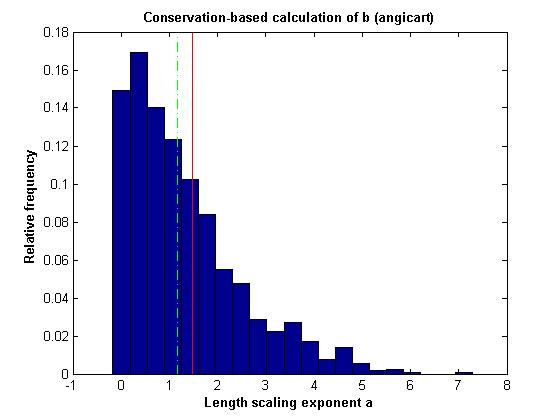 Conservation-based calculation of b (angicart)
0.18
0.16
0.14
0.12
0.1
0.08
0.06
0.04
0.02
0
Relative frequency
-1 0 1 2 3 4 5 6 7 8
Length scaling exponent a